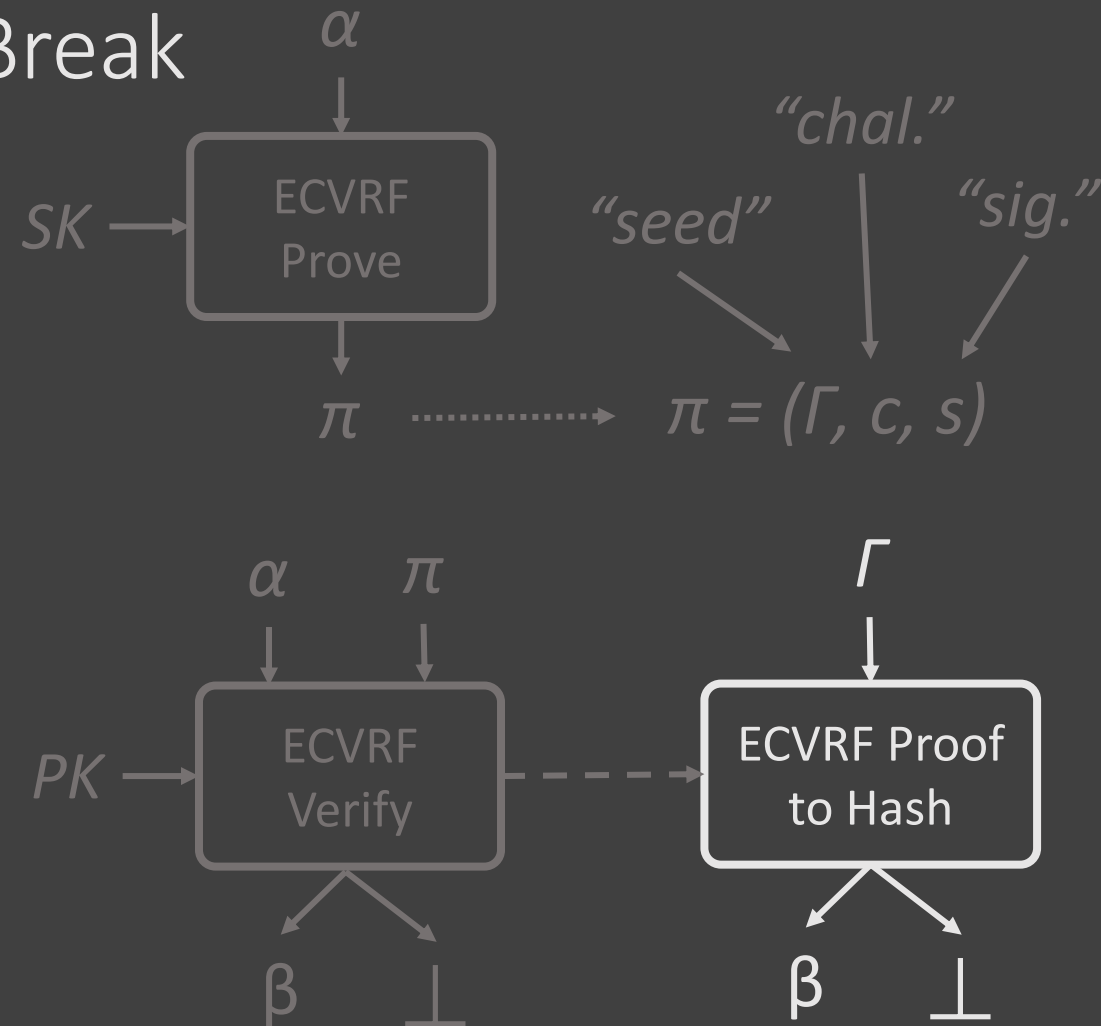 Break
α
“chal.”
“seed”
“sig.”
SK
ECVRF
Prove
π
π = (Γ, c, s)
α
π
Γ
PK
ECVRF
Verify
ECVRF Proof
to Hash
β
⊥
β
⊥